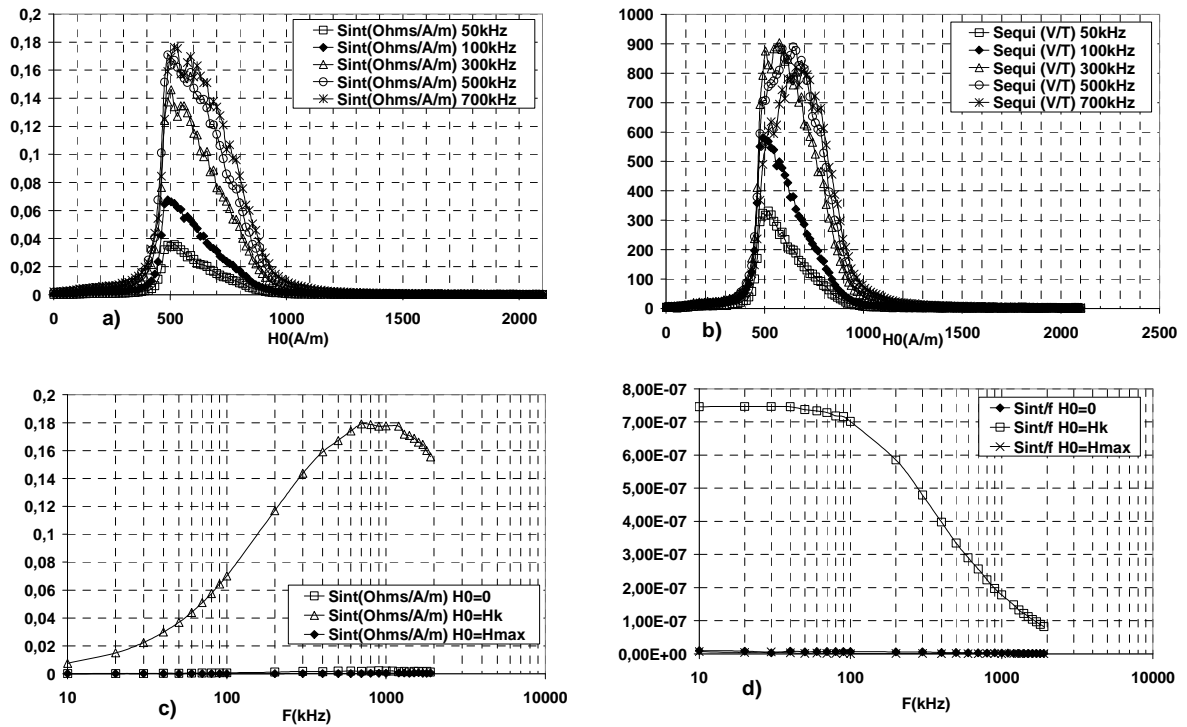 0,2
0,18
0,16
0,14
0,12
0,1
0,08
0,06
0,04
0,02
0
Sint(Ohms/A/m) 50kHz
Sint(Ohms/A/m) 100kHz
Sint(Ohms/A/m) 300kHz
Sint(Ohms/A/m) 500kHz
Sint(Ohms/A/m) 700kHz
0 500 1000 1500 2000
a) H0(A/m)
1000
900
800
700
600
500
400
300
200
100
0
Sequi (V/T) 50kHz
Sequi (V/T) 100kHz
Sequi (V/T) 300kHz
Sequi (V/T) 500kHz
Sequi (V/T) 700kHz
0 500 1000 1500 2000 2500
b) H0(A/m)
0,2
0,18
0,16
0,14
0,12
0,1
0,08
0,06
0,04
0,02
0
Sint(Ohms/A/m) H0=0
Sint(Ohms/A/m) H0=Hk
Sint(Ohms/A/m) H0=Hmax
10 100 1000 10000
c) F(kHz)
8,00E-07
7,00E-07
6,00E-07
5,00E-07
4,00E-07
3,00E-07
2,00E-07
1,00E-07
0,00E+00
Sint/f H0=0
Sint/f H0=Hk
Sint/f H0=Hmax
10 100 1000 10000
F(kHz) d)